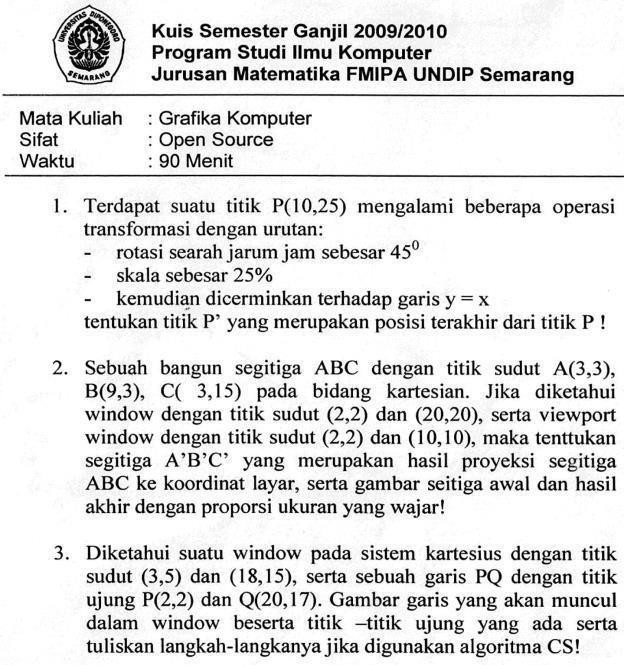 UNIVERSITAS DIPONEGORO
SEMARANG
Kuis Semester Ganjil 2009/2010
Program Studi Ilmu Komputer
Jurusan Matematika FMIPA UNDIP Semarang
Mata Kuliah : Grafika Komputer
Sifat : Open Source
Waktu : 90 Menit
1. Terdapat suatu titik P(10,25) mengalami beberapa operasi
transformasi dengan urutan:
- rotasi searah jarum jam sebesar 45⁰
- skala sebesar 25%
- kemudian dicerminkan terhadap garis y = x
tentukan titik P’ yang merupakan posisi terakhir dari titik P !
2. Sebuah bangun segitiga ABC dengan titik sudut A(3,3),
B(9,3), C( 3,15) pada bidang kartesian. Jika diketahui
window dengan titik sudut (2,2) dan (20,20), serta viewport
window dengan titik sudut (2,2) dan (10,10), maka tenttukan
segitiga A’B’C’ yang merupakan hasil proyeksi segitiga
ABC ke koordinat layar, serta gambar seitiga awal dan hasil
akhir dengan proporsi ukuran yang wajar!
3. Diketahui suatu window pada sistem kartesius dengan titik
sudut (3,5) dan (18,15), serta sebuah garis PQ dengan titik
ujung P(2,2) dan Q(20,17). Gambar garis yang akan muncul
dalam window beserta titik –titik ujung yang ada serta
tuliskan langkah-langkanya jika digunakan algoritma CS!